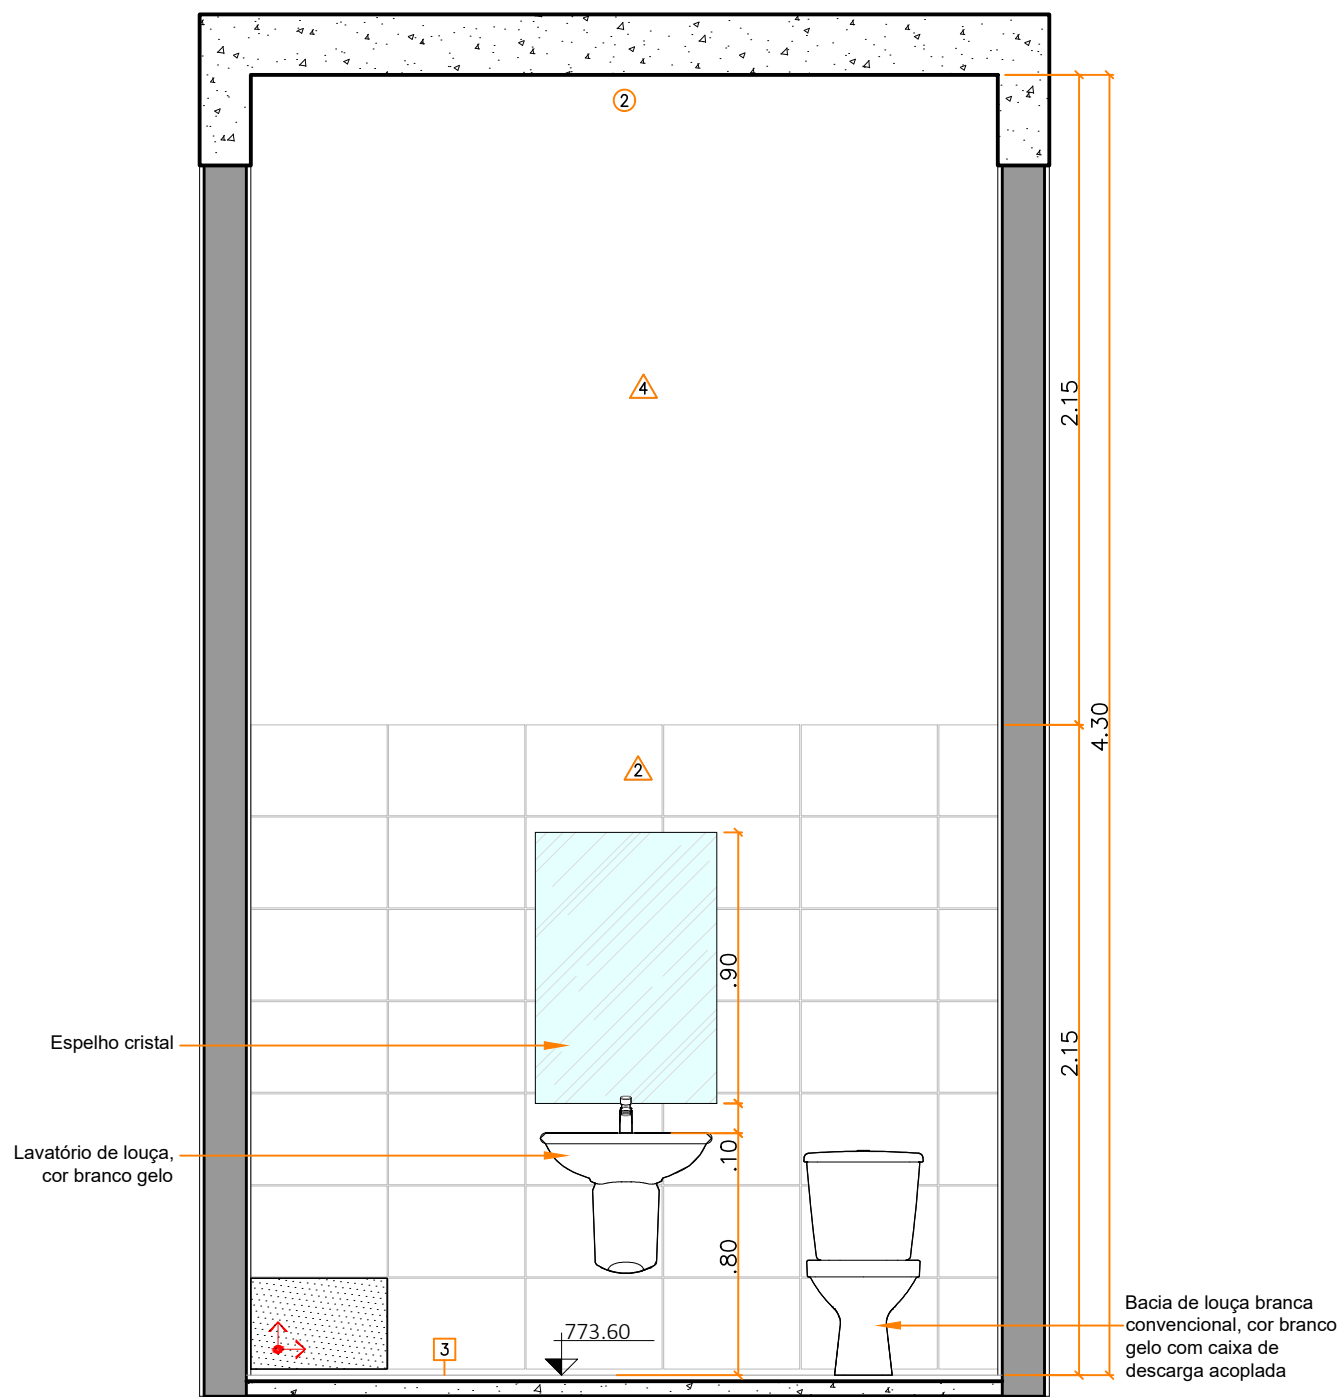 2
4
2.15
4.30
2
.90
2.15
Espelho cristal
Lavatório de louça,
cor branco gelo
.10
.80
773.60
3
Bacia de louça branca
convencional, cor branco
gelo com caixa de
descarga acoplada